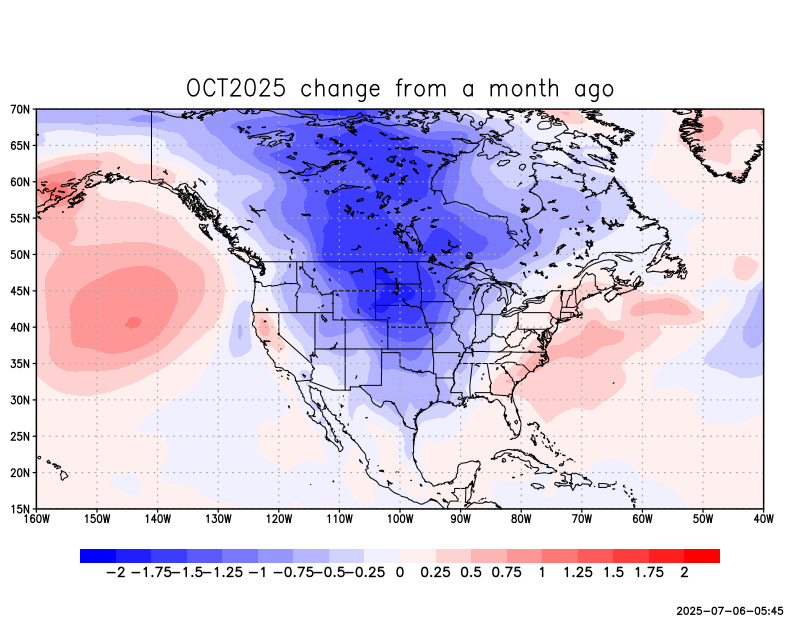 OCT2025 change from a month ago
70N
65N
60N
55N
50N
45N
40N
35N
30N
25N
20N
15N
160W 150W 140W 130W 120W 110W 100W 90W 80W 70W 60W 50W 40W
−2 −1.75 −1.5 −1.25 −1 −0.75 −0.5 −0.25 0 0.25 0.5 0.75 1 1.25 1.5 1.75 2
2025-07-06-05:45